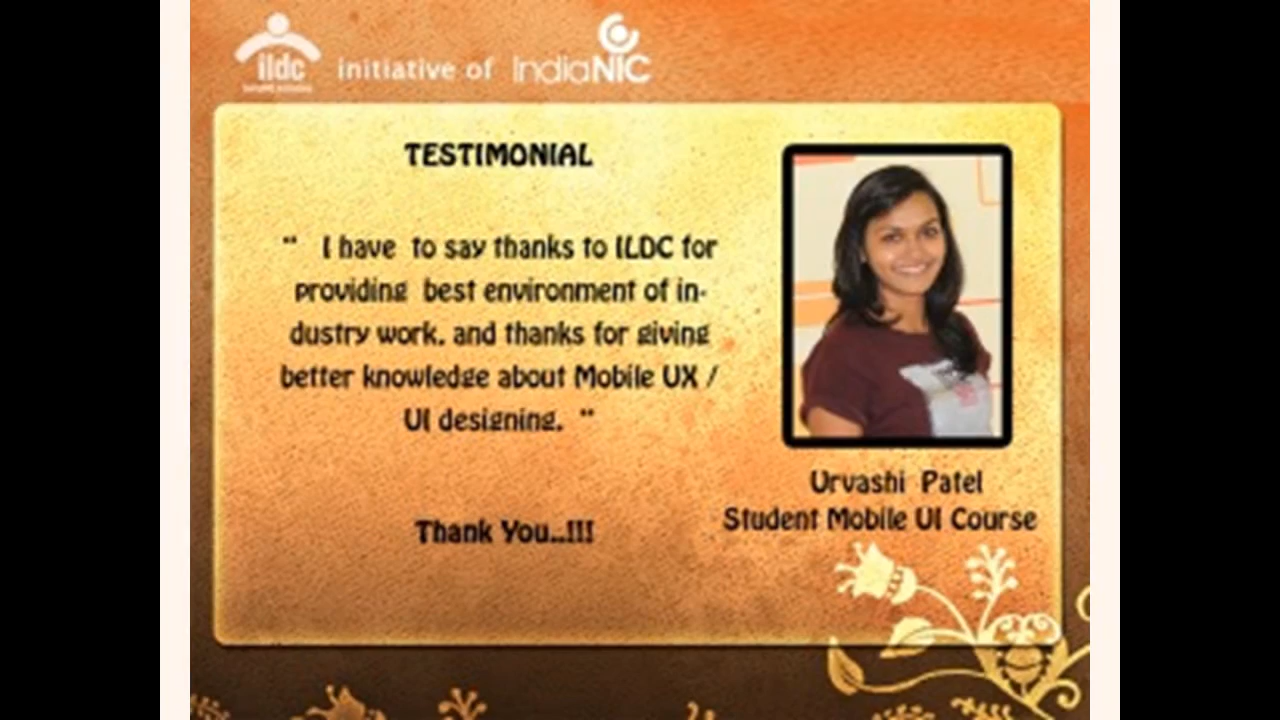 ildc
initiative of IndiaNIC
TESTIMONIAL
“ I have to say thanks to ILDC for
providing best environment of in-
dustry work. and thanks for giving
better knowledge about Mobile UX /
UI designing. ”
Thank You..!!!
Urvashi Patel
Student Mobile UI Course